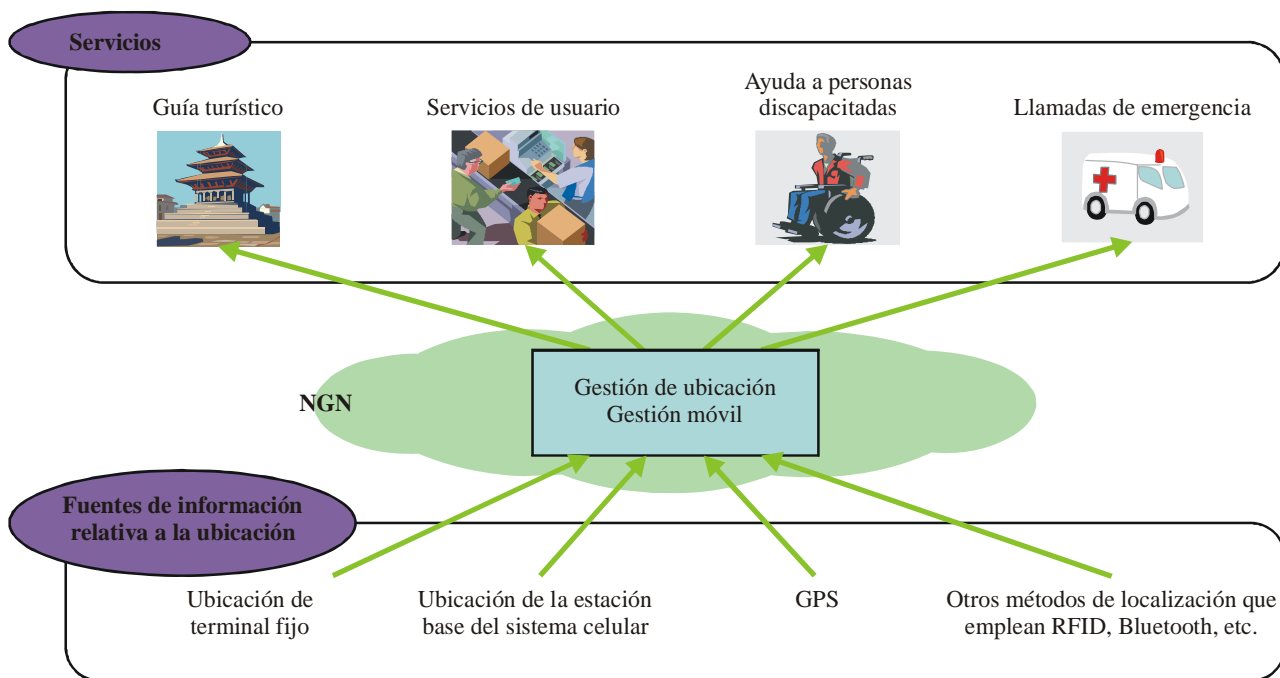 Servicios
Guía turístico
Servicios de usuario
Ayuda a personas
discapacitadas
Llamadas de emergencia
NGN
Gestión de ubicación
Gestión móvil
Fuentes de información
relativa a la ubicación
Ubicación de
terminal fijo
Ubicación de la estación
base del sistema celular
GPS
Otros métodos de localización que
emplean RFID, Bluetooth, etc.